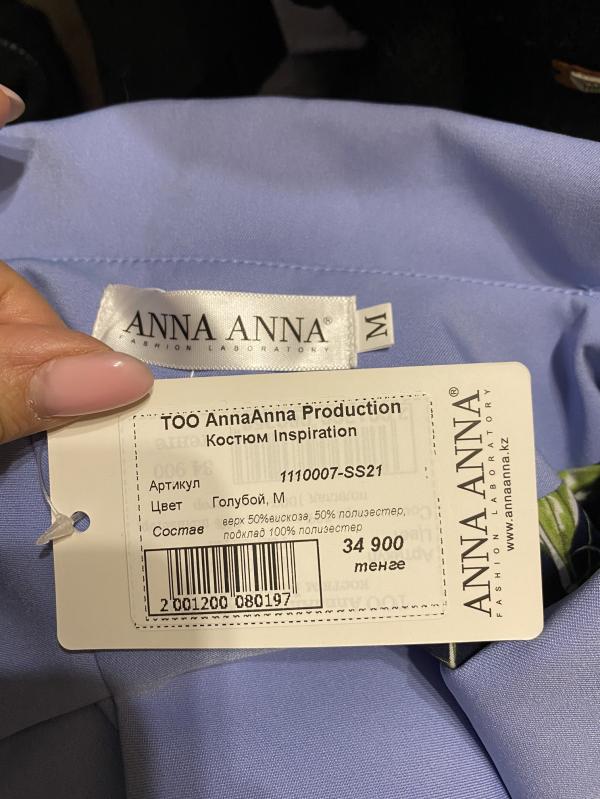 ANNA ANNA®
FASHION LABORATORY
M
ТОО AnnaAnna Production
Костюм Inspiration
Артикул 1110007-SS21
Цвет Голубой, М
Состав верх 50%вискоза, 50% полиэстер,
подклад 100% полиэстер
34 900
тенге
2 001200 080197
ANNA ANNA®
FASHION LABORATORY
www.annaanna.kz